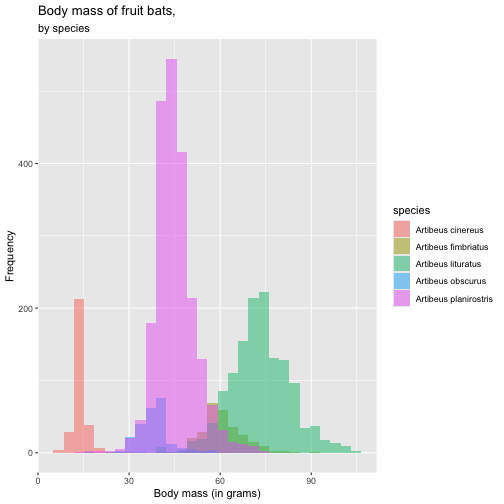 Body mass of fruit bats,
by species
Frequency
400
200
0
0
30
60
90
Body mass (in grams)
species
Artibeus cinereus
Artibeus fimbriatus
Artibeus lituratus
Artibeus obscurus
Artibeus planirostris